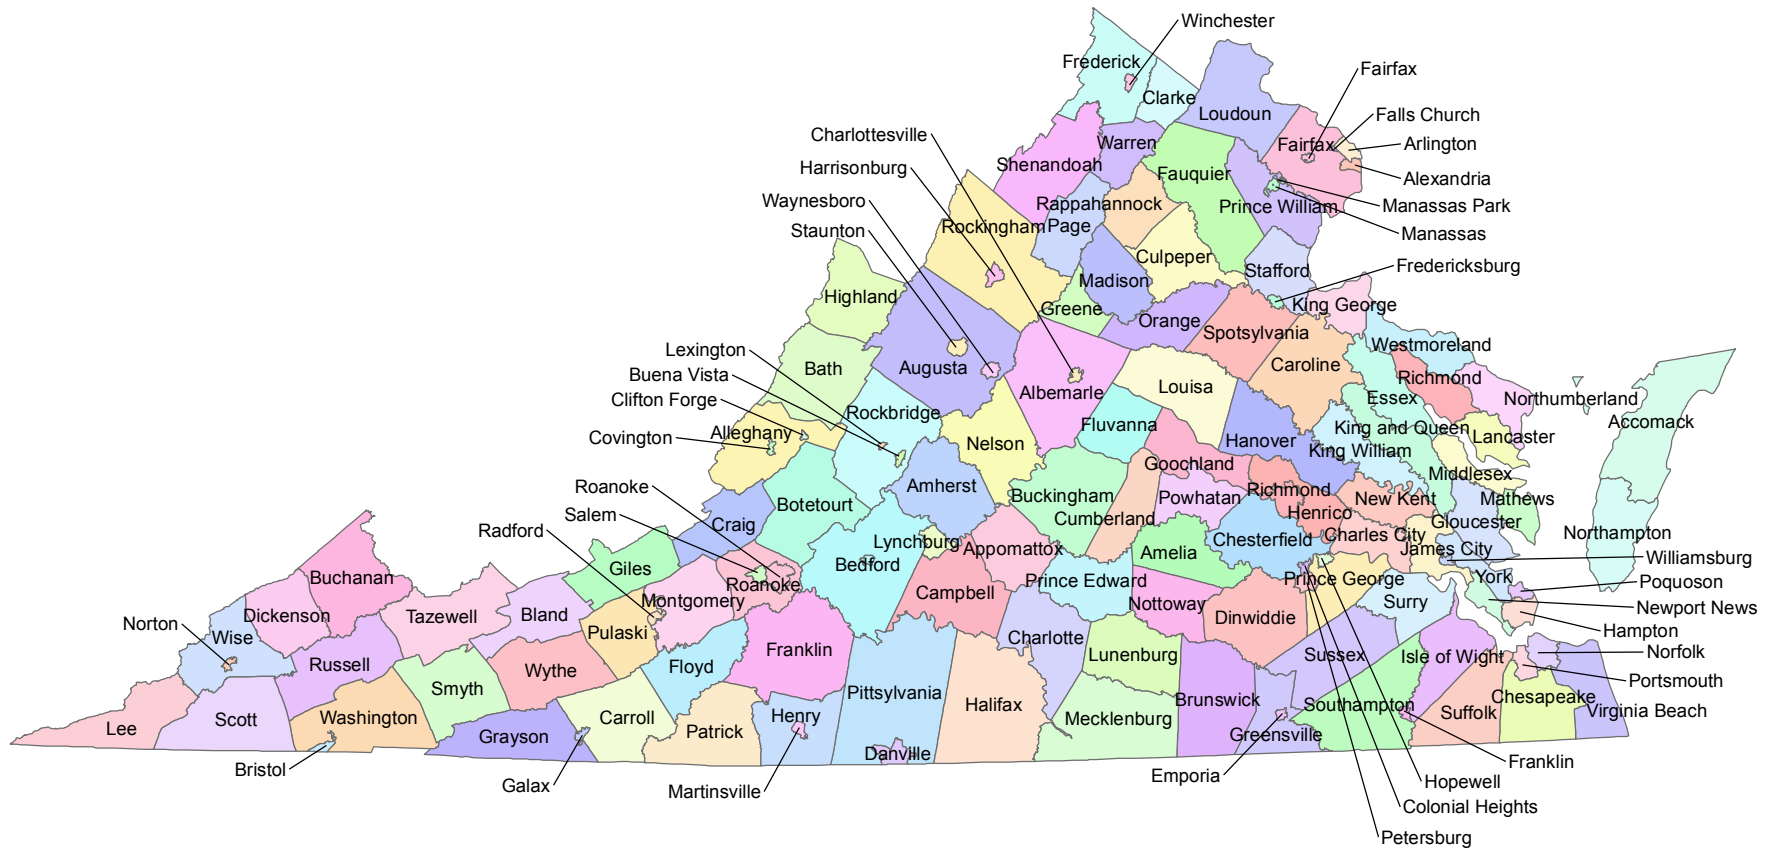 Winchester
Frederick
Fairfax
Clarke
Loudoun
Falls Church
Charlottesville
Warren
Fairfax
Arlington
Shenandoah
Harrisonburg
Fauquier
Alexandria
Waynesboro
Rappahannock
Prince William
Manassas Park
Staunton
Rockingham
Page
Manassas
Culpeper
Stafford
Fredericksburg
Madison
Highland
Greene
King George
Orange
Spotsylvania
Lexington
Westmoreland
Bath
Augusta
Caroline
Buena Vista
Richmond
Louisa
Albemarle
Clifton Forge
Rockbridge
Essex
Northumberland
Fluvanna
Accomack
Covington
Alleghany
Nelson
Hanover
King and Queen
Lancaster
King William
Goochland
Middlesex
Roanoke
Botetourt
Amherst
Buckingham
Powhatan
Richmond
New Kent
Mathews
Salem
Craig
Cumberland
Henrico
Gloucester
Radford
Lynchburg
Appomattox
Amelia
Chesterfield
Charles City
James City
Northampton
Williamsburg
Buchanan
Giles
Roanoke
Bedford
Prince Edward
Prince George
York
Poquoson
Dickenson
Tazewell
Bland
Montgomery
Campbell
Nottoway
Dinwiddie
Surry
Newport News
Norton
Wise
Pulaski
Charlotte
Hampton
Russell
Wythe
Floyd
Franklin
Lunenburg
Sussex
Isle of Wight
Norfolk
Smyth
Pittsylvania
Portsmouth
Lee
Scott
Washington
Carroll
Patrick
Henry
Halifax
Mecklenburg
Brunswick
Southampton
Suffolk
Chesapeake
Virginia Beach
Grayson
Danville
Greensville
Bristol
Galax
Martinsville
Emporia
Franklin
Hopewell
Colonial Heights
Petersburg